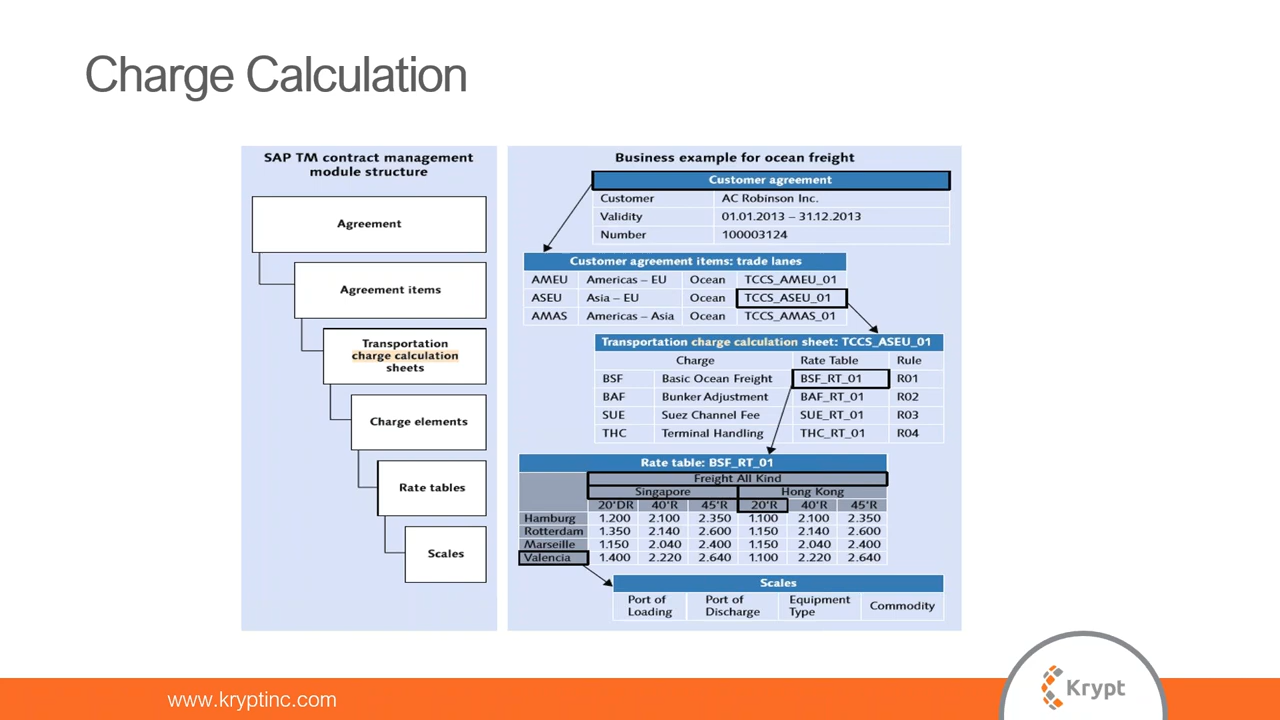 Charge Calculation
SAP TM contract management
module structure
Agreement
Agreement items
Transportation
charge calculation
sheets
Charge elements
Rate tables
Scales
Business example for ocean freight
Customer agreement
Customer AC Robinson Inc.
Validity 01.01.2013 – 31.12.2013
Number 100003124
Customer agreement items: trade lanes
AMEU Americas – EU Ocean TCCS_AMEU_01
ASEU Asia – EU Ocean TCCS_ASEU_01
AMAS Americas – Asia Ocean TCCS_AMAS_01
Transportation charge calculation sheet: TCCS_ASEU_01
Charge Rate Table Rule
BSF Basic Ocean Freight BSF_RT_01 R01
BAF Bunker Adjustment BAF_RT_01 R02
SUE Suez Channel Fee SUE_RT_01 R03
THC Terminal Handling THC_RT_01 R04
Rate table: BSF_RT_01
Freight All Kind
Singapore Hong Kong
20'DR 40'R 45'R 20'R 40'R 45'R
Hamburg 1.200 2.100 2.350 1.100 2.100 2.350
Rotterdam 1.350 2.140 2.600 1.150 2.140 2.600
Marseille 1.150 2.040 2.400 1.150 2.040 2.400
Valencia 1.400 2.220 2.640 1.100 2.220 2.640
Scales
Port of Port of Equipment Commodity
Loading Discharge Type
www.kryptinc.com
Krypt